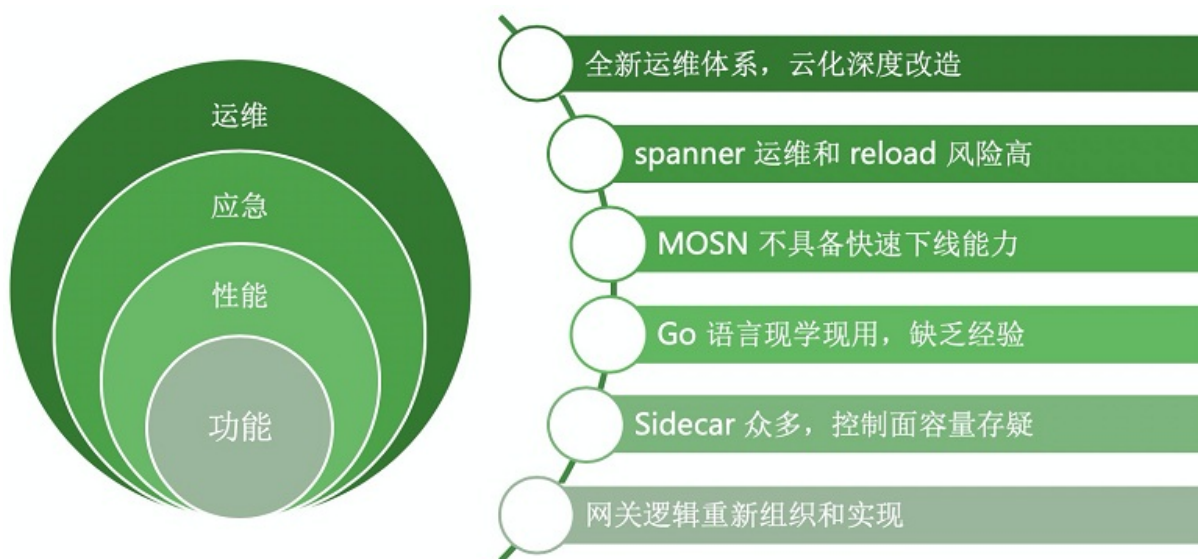 运维
应急
性能
功能
全新运维体系，云化深度改造
spanner 运维和 reload 风险高
MOSN 不具备快速下线能力
Go 语言现学现用，缺乏经验
Sidecar 众多，控制面容量存疑
网关逻辑重新组织和实现